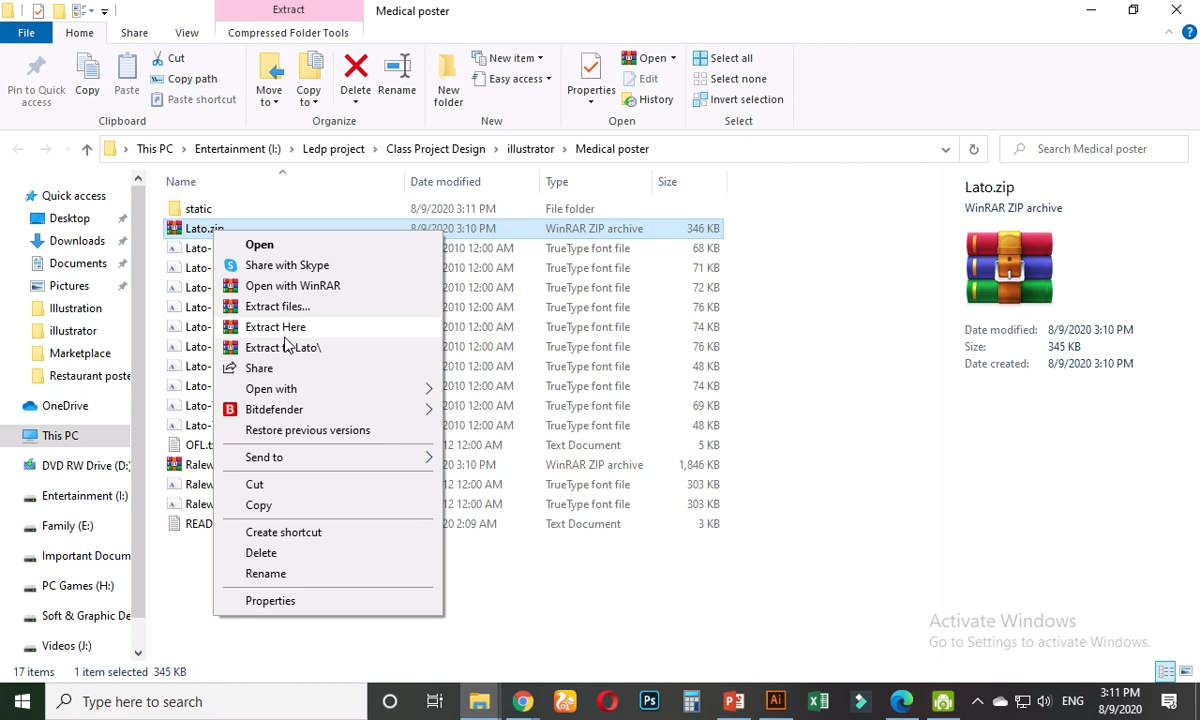 Extract
Medical poster
File
Home
Share
View
Compressed Folder Tools
Pin to Quick access
Copy
Paste
Cut
Copy path
Paste shortcut
Move to
Copy to
Delete
Rename
New folder
New item
Easy access
Properties
Open
Edit
History
Select all
Select none
Invert selection
Clipboard
Organize
New
Open
Select
This PC
Entertainment (I:)
Ledp project
Class Project Design
illustrator
Medical poster
Search Medical poster
Name
Date modified
Type
Size
Quick access
Desktop
Downloads
Documents
Pictures
Illustration
illustrator
Marketplace
Restaurant poste
OneDrive
This PC
DVD RW Drive (D:)
Entertainment (I:)
Family (E:)
Important Docum
PC Games (H:)
Soft & Graphic De
Videos (J:)
static 8/9/2020 3:11 PM File folder
Lato.zip 8/9/2020 3:10 PM WinRAR ZIP archive 346 KB
Lato- 2010 12:00 AM TrueType font file 68 KB
Lato- 2010 12:00 AM TrueType font file 71 KB
Lato- 2010 12:00 AM TrueType font file 72 KB
Lato- 2010 12:00 AM TrueType font file 76 KB
Lato- 2010 12:00 AM TrueType font file 74 KB
Lato- 2010 12:00 AM TrueType font file 76 KB
Lato- 2010 12:00 AM TrueType font file 48 KB
Lato- 2010 12:00 AM TrueType font file 74 KB
Lato- 2010 12:00 AM TrueType font file 69 KB
Lato- 2010 12:00 AM TrueType font file 48 KB
OFL.t 12 12:00 AM Text Document 5 KB
Ralew 20 3:10 PM WinRAR ZIP archive 1,846 KB
Ralew 12 12:00 AM TrueType font file 303 KB
Ralew 12 12:00 AM TrueType font file 303 KB
READ 20 2:09 AM Text Document 3 KB
Open
Share with Skype
Open with WinRAR
Extract files...
Extract Here
Extract Lato\
Share
Open with
Bitdefender
Restore previous versions
Send to
Cut
Copy
Create shortcut
Delete
Rename
Properties
Lato.zip
WinRAR ZIP archive
Date modified: 8/9/2020 3:10 PM
Size: 345 KB
Date created: 8/9/2020 3:10 PM
Activate Windows
Go to Settings to activate Windows.
17 items 1 item selected 345 KB
Type here to search
Ps
Ai
ENG
3:11 PM
8/9/2020